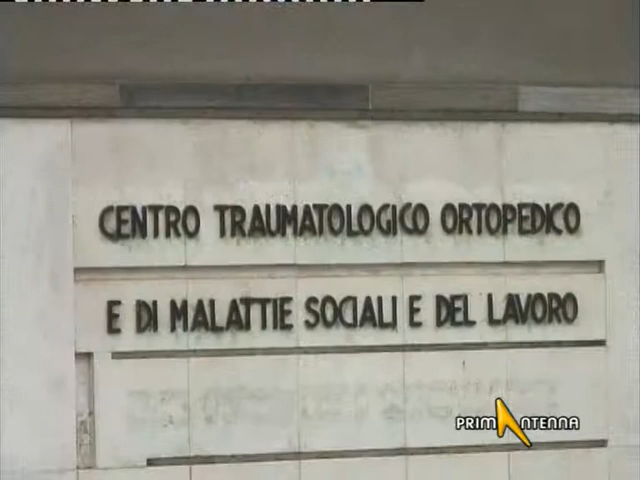 CENTRO TRAUMATOLOGICO ORTOPEDICO
E DI MALATTIE SOCIALI E DEL LAVORO
PRIMANTENNA